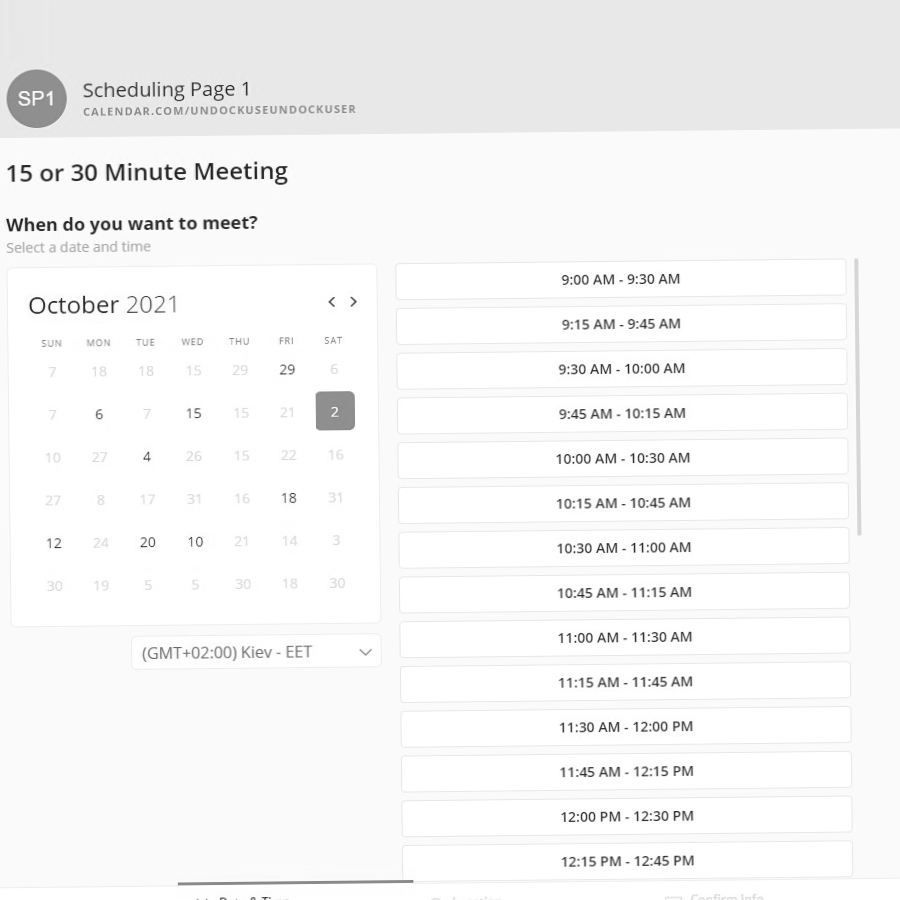 SP1
Scheduling Page 1
CALENDAR.COM/UNDOCKUSEUNDOCKUSER
15 or 30 Minute Meeting
When do you want to meet?
Select a date and time
October 2021
SUN MON TUE WED THU FRI SAT
7 18 18 15 29 29 6
7 6 7 15 15 21 2
10 27 4 26 15 22 16
27 8 17 31 16 18 31
12 24 20 10 21 14 3
30 19 5 5 30 18 30
(GMT+02:00) Kiev - EET
9:00 AM - 9:30 AM
9:15 AM - 9:45 AM
9:30 AM - 10:00 AM
9:45 AM - 10:15 AM
10:00 AM - 10:30 AM
10:15 AM - 10:45 AM
10:30 AM - 11:00 AM
10:45 AM - 11:15 AM
11:00 AM - 11:30 AM
11:15 AM - 11:45 AM
11:30 AM - 12:00 PM
11:45 AM - 12:15 PM
12:00 PM - 12:30 PM
12:15 PM - 12:45 PM
Confirm Info